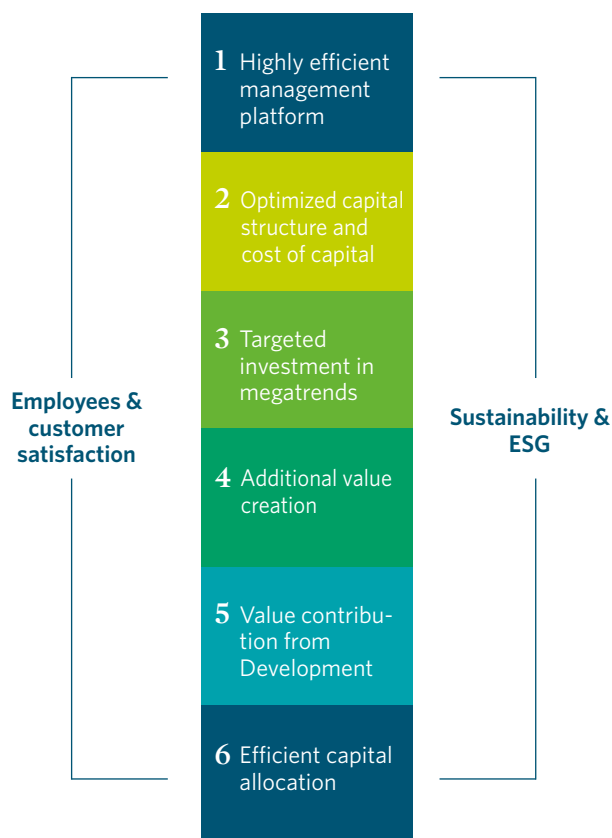 1 Highly efficient
management
platform
2 Optimized capital
structure and
cost of capital
3 Targeted
investment in
megatrends
Employees &
customer
satisfaction
Sustainability &
ESG
4 Additional value
creation
5 Value contribu-
tion from
Development
6 Efficient capital
allocation